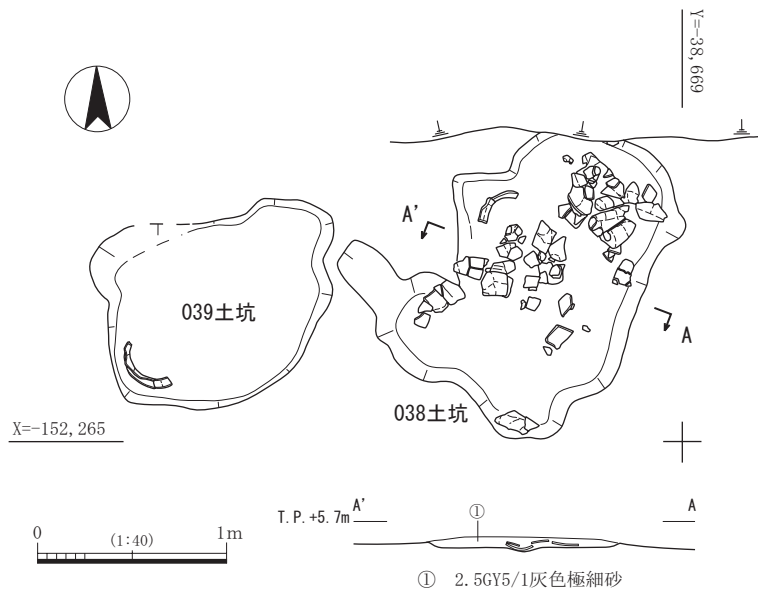 Y=-38,669
A'
039土坑
A
038土坑
X=-152,265
T.P.+5.7m
A'
①
A
0
(1:40)
1m
① 2.5GY5/1灰色極細砂